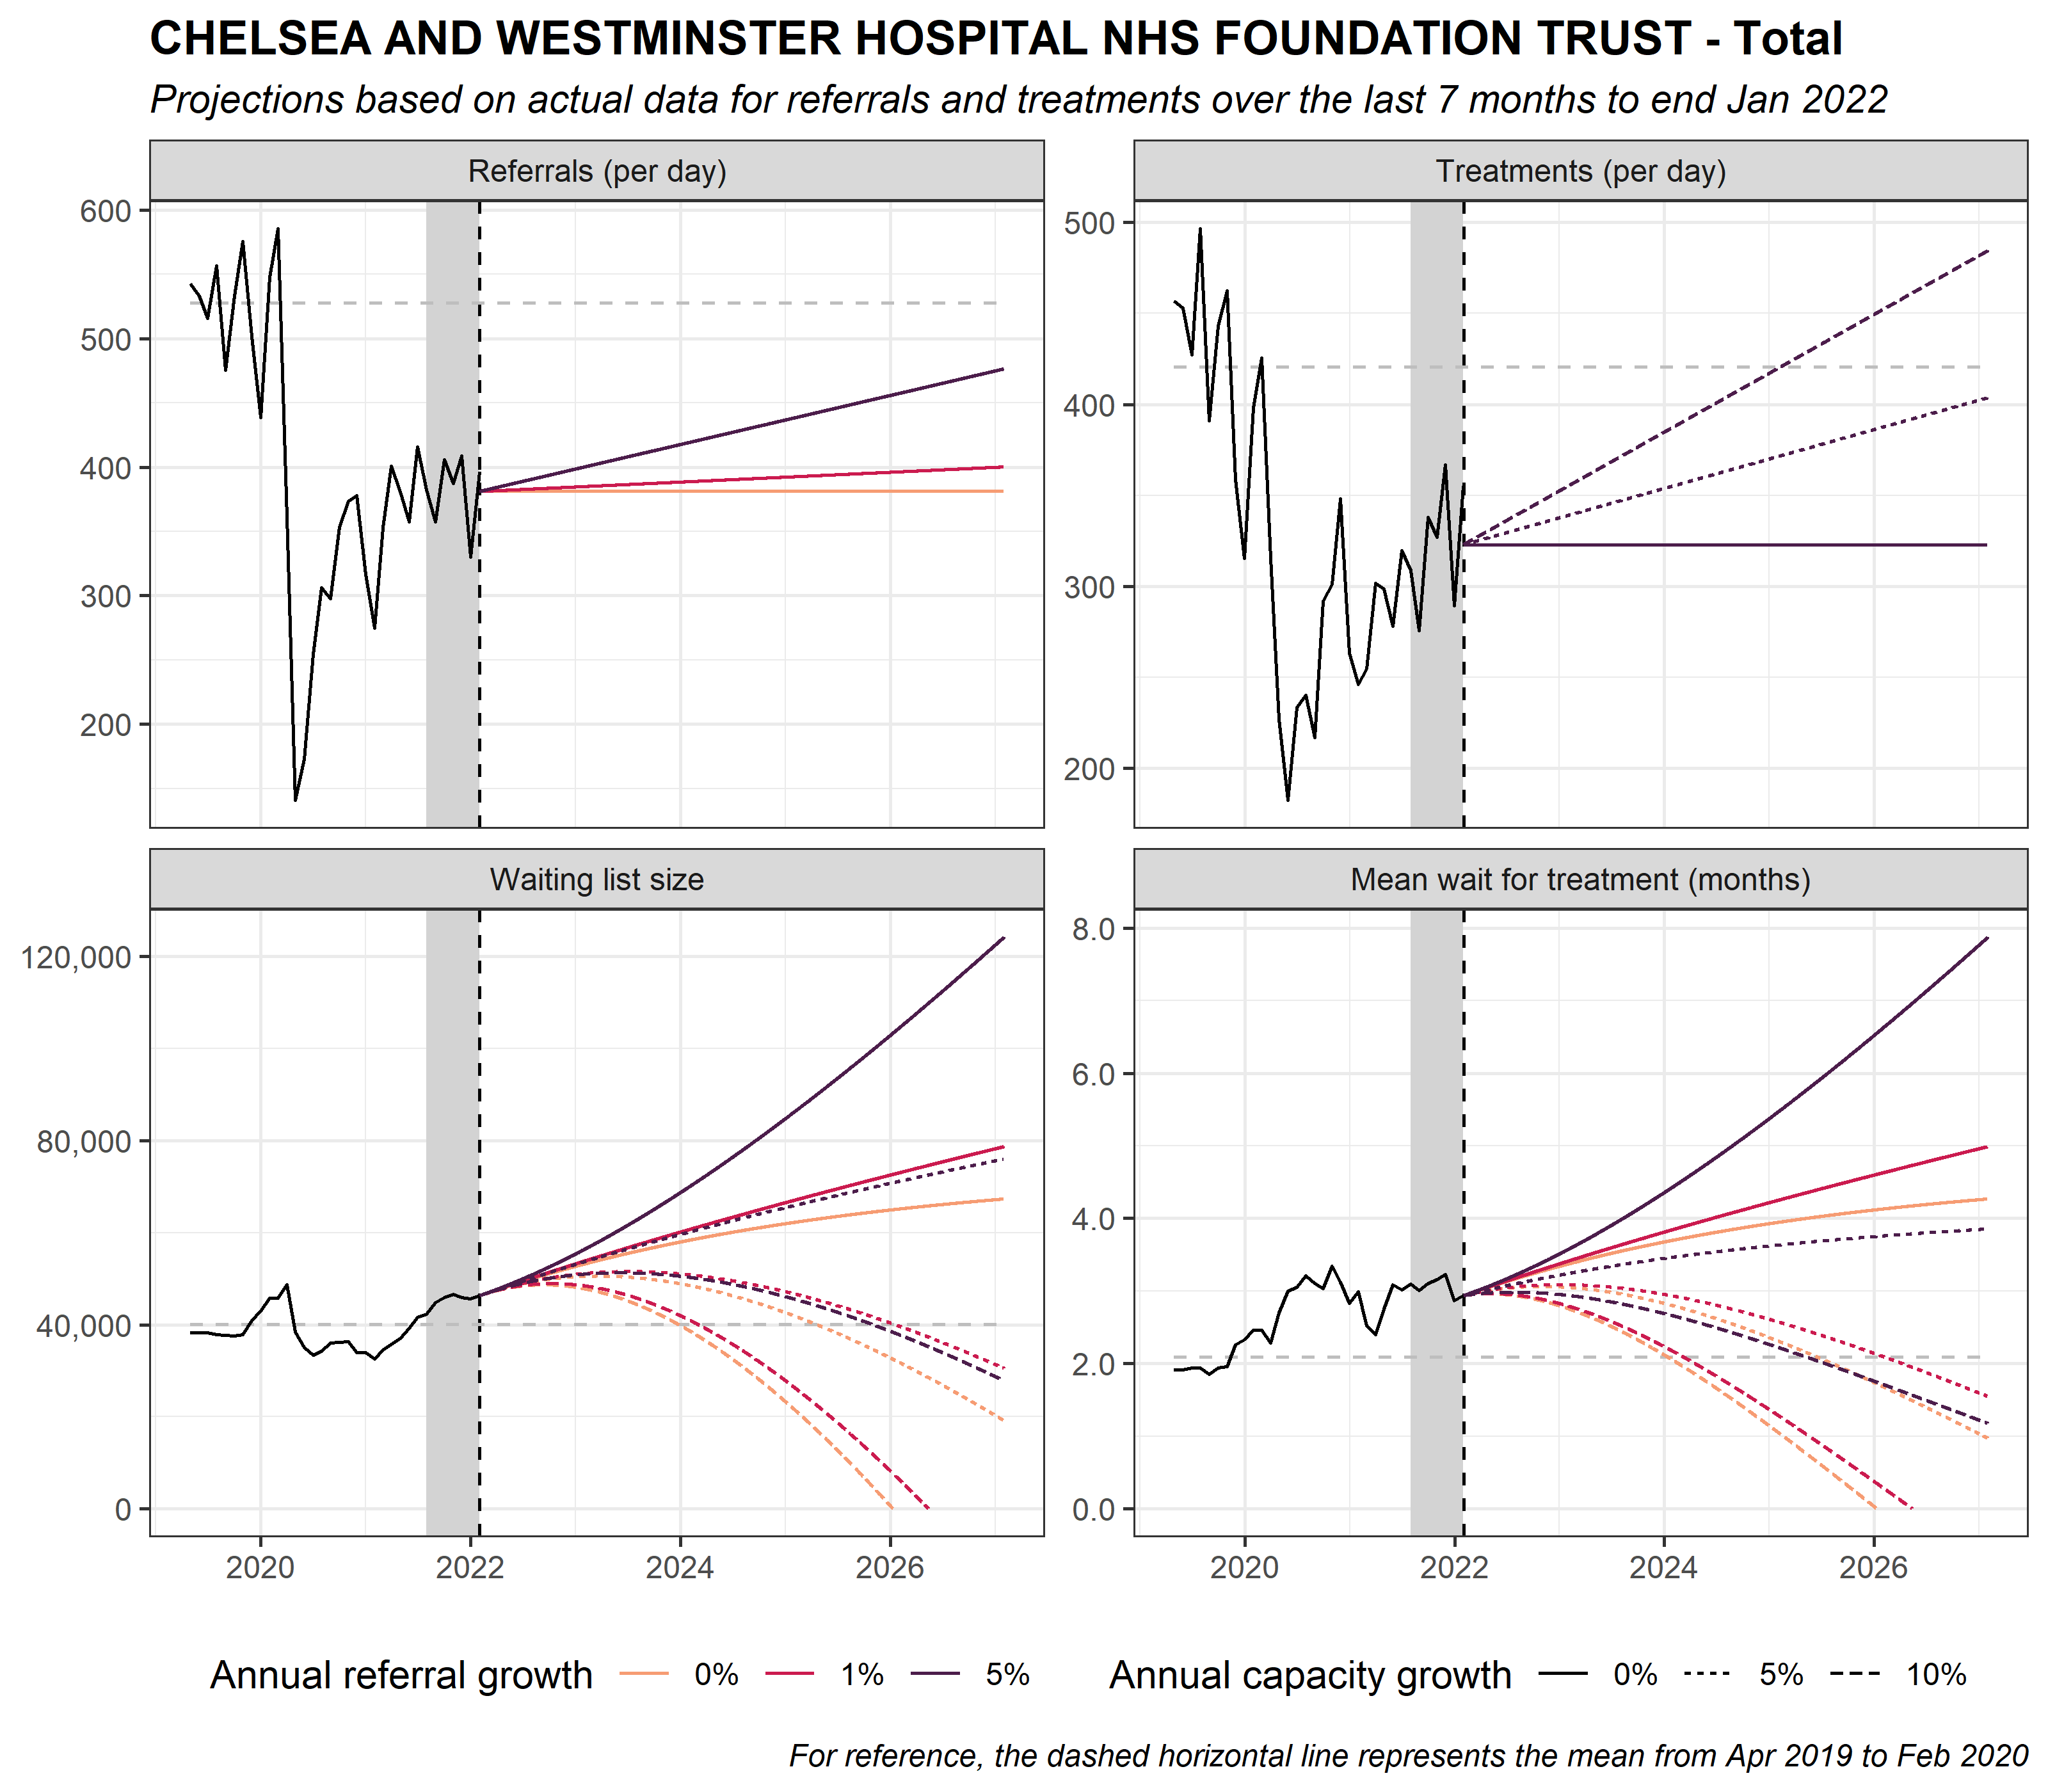 CHELSEA AND WESTMINSTER HOSPITAL NHS FOUNDATION TRUST - Total
Projections based on actual data for referrals and treatments over the last 7 months to end Jan 2022
Referrals (per day)
600
500
400
300
200
Treatments (per day)
500
400
300
200
Waiting list size
120,000
80,000
40,000
0
2020 2022 2024 2026
Mean wait for treatment (months)
8.0
6.0
4.0
2.0
0.0
2020 2022 2024 2026
Annual referral growth 0% 1% 5%
Annual capacity growth 0% 5% 10%
For reference, the dashed horizontal line represents the mean from Apr 2019 to Feb 2020